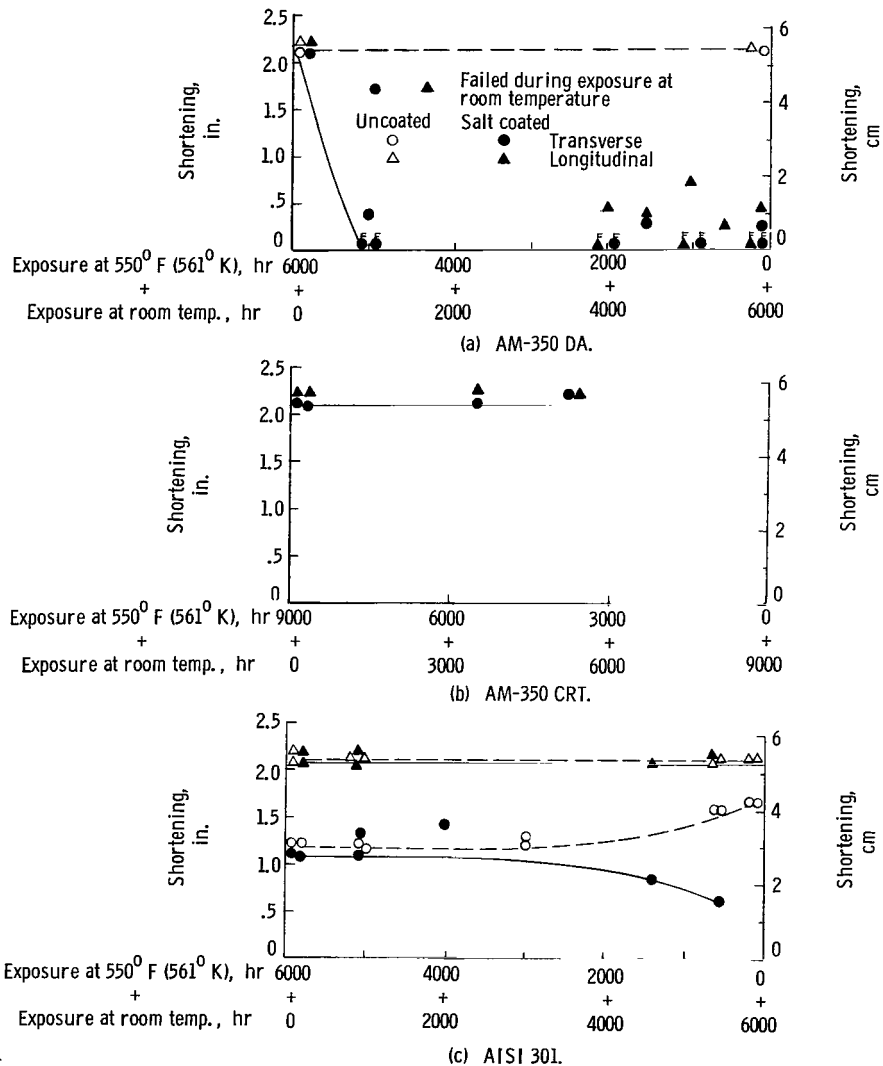 2.5
2.0
1.5
1.0
.5
0
Shortening,
in.
6
4
2
0
Shortening,
cm
Failed during exposure at
room temperature
Uncoated Salt coated
Transverse
Longitudinal
Exposure at 550⁰ F (561⁰ K), hr 6000 4000 2000 0
+ + + + +
Exposure at room temp., hr 0 2000 4000 6000
(a) AM-350 DA.
2.5
2.0
1.5
1.0
.5
0
Shortening,
in.
6
4
2
0
Shortening,
cm
Exposure at 550⁰ F (561⁰ K), hr 9000 6000 3000 0
+ + + + +
Exposure at room temp., hr 0 3000 6000 9000
(b) AM-350 CRT.
2.5
2.0
1.5
1.0
.5
0
Shortening,
in.
6
4
2
0
Shortening,
cm
Exposure at 550⁰ F (561⁰ K), hr 6000 4000 2000 0
+ + + + +
Exposure at room temp., hr 0 2000 4000 6000
(c) AISI 301.